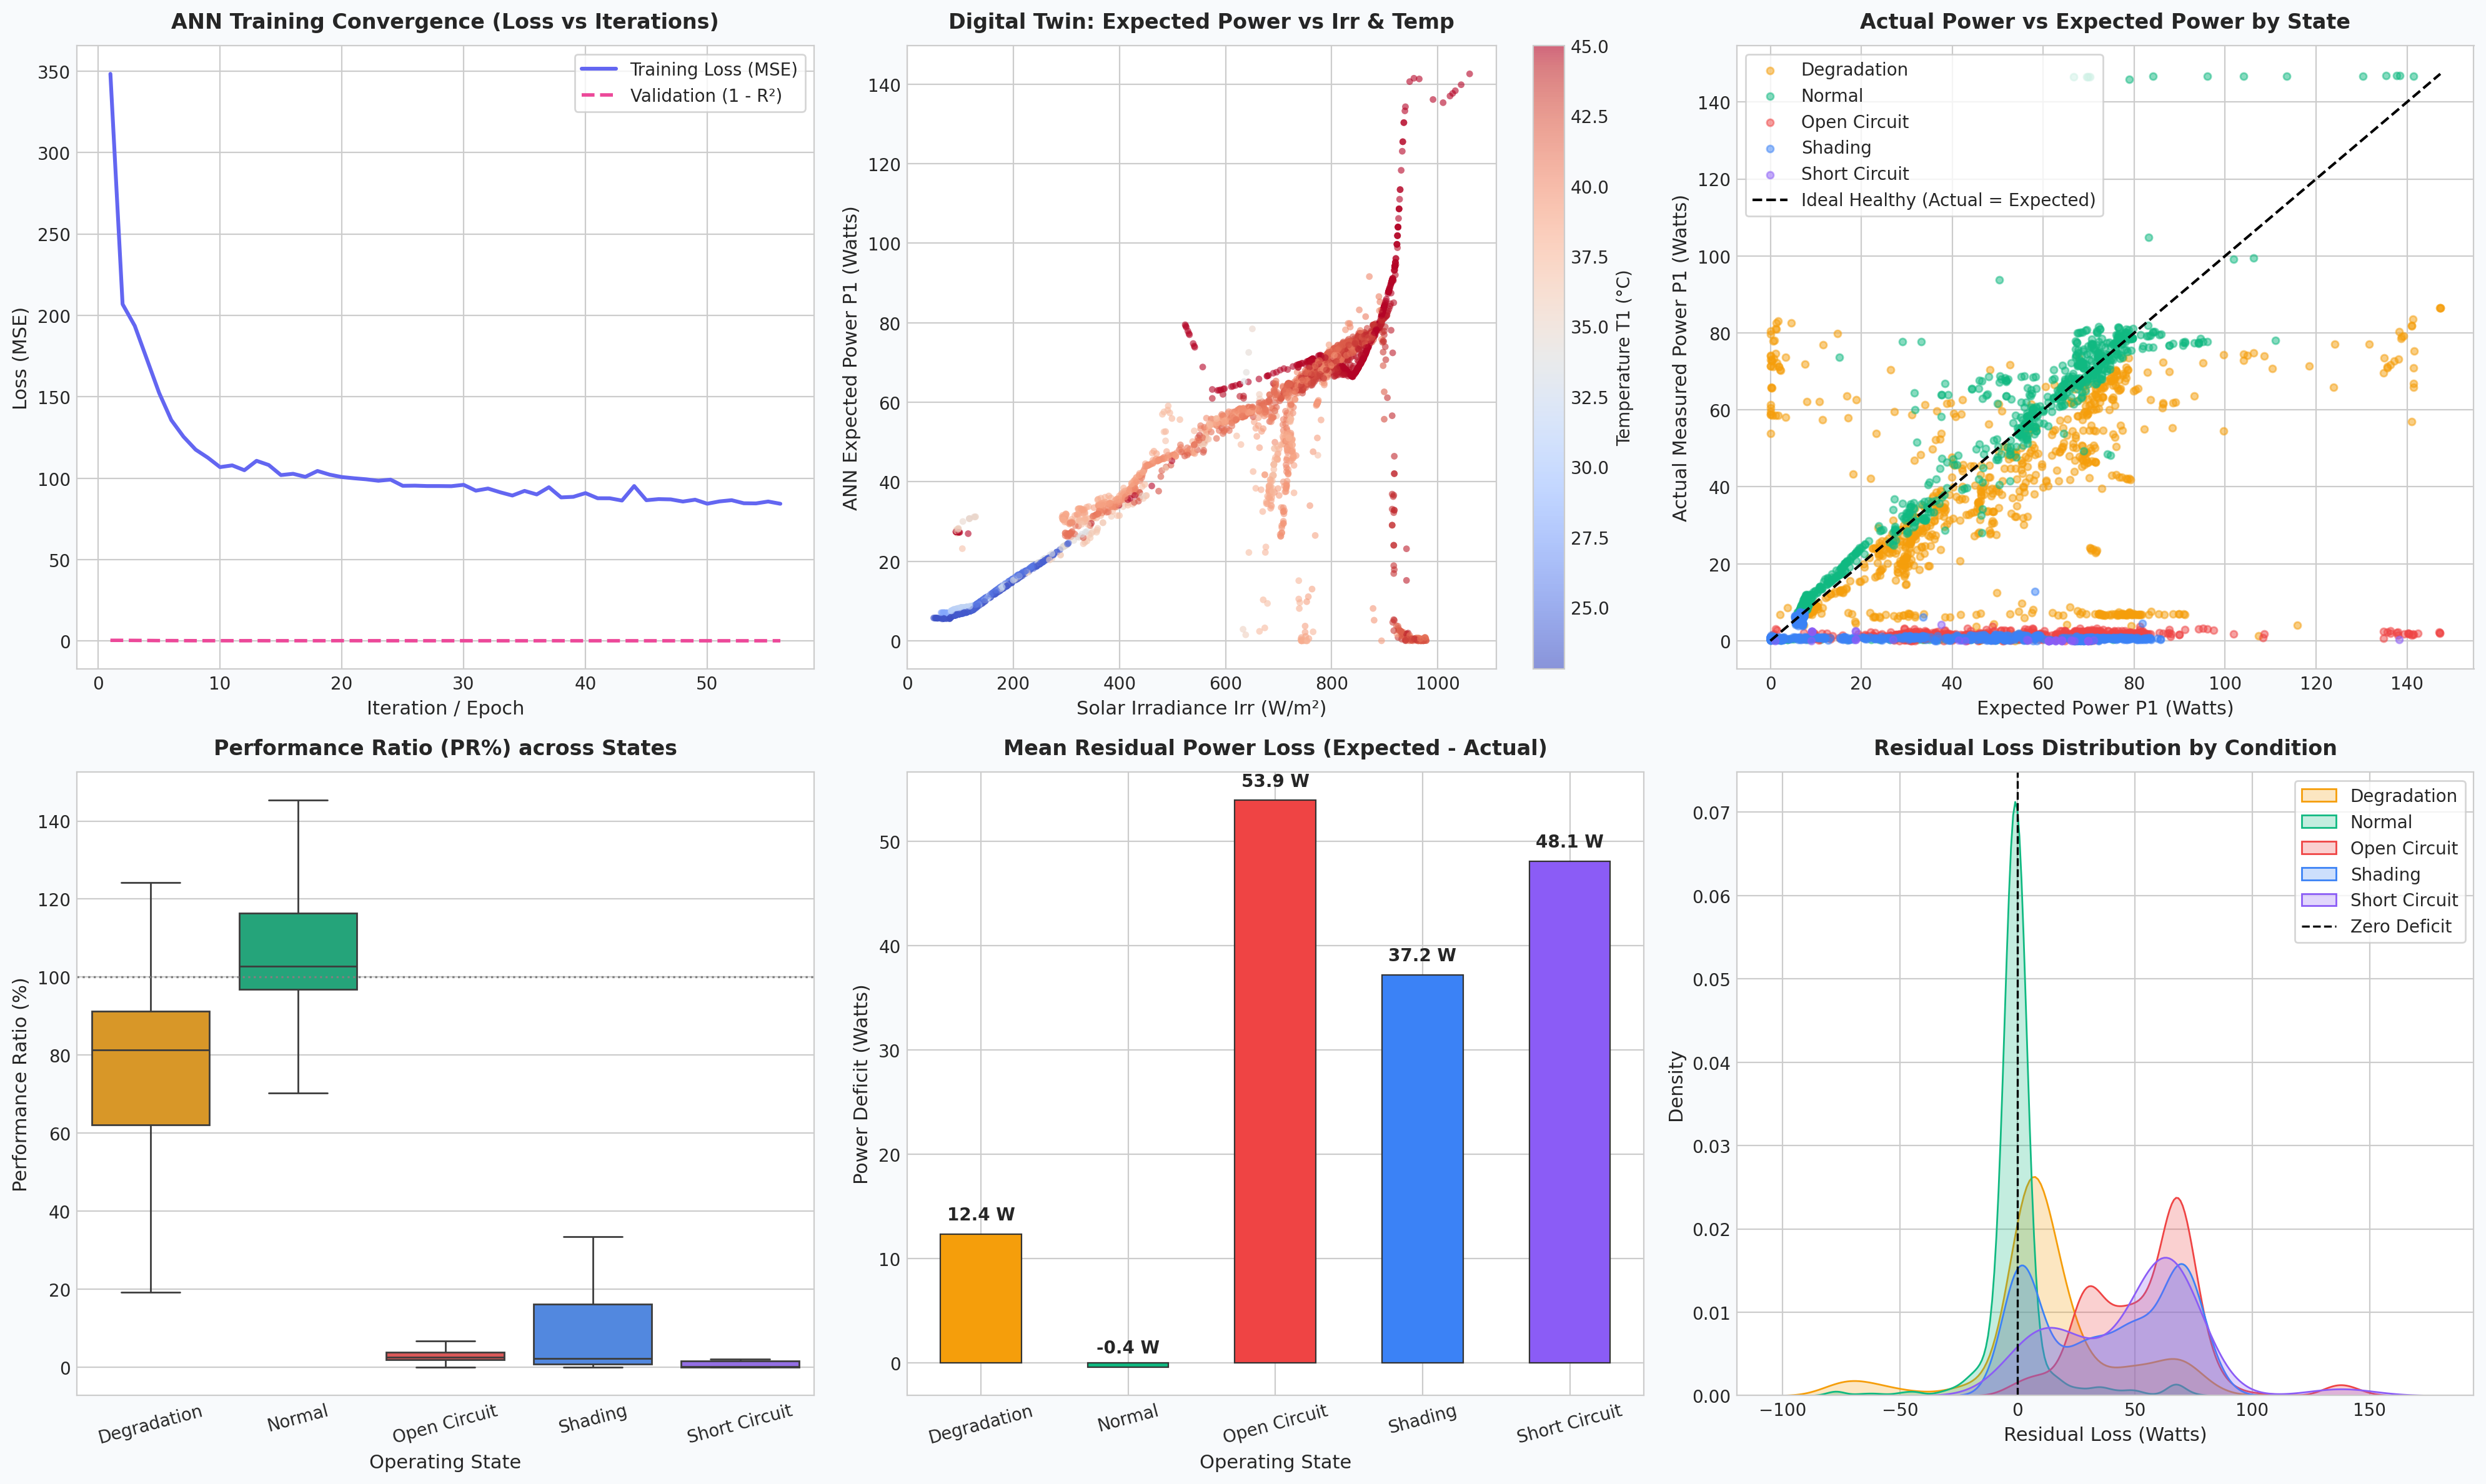 ANN Training Convergence (Loss vs Iterations)
Loss (MSE)
350
300
250
200
150
100
50
0
Training Loss (MSE)
Validation (1 - R²)
0 10 20 30 40 50
Iteration / Epoch
Digital Twin: Expected Power vs Irr & Temp
ANN Expected Power P1 (Watts)
140
120
100
80
60
40
20
0
0 200 400 600 800 1000
Solar Irradiance Irr (W/m²)
45.0
42.5
40.0
37.5
35.0
32.5
30.0
27.5
25.0
Temperature T1 (°C)
Actual Power vs Expected Power by State
Actual Measured Power P1 (Watts)
140
120
100
80
60
40
20
0
Degradation
Normal
Open Circuit
Shading
Short Circuit
Ideal Healthy (Actual = Expected)
0 20 40 60 80 100 120 140
Expected Power P1 (Watts)
Performance Ratio (PR%) across States
Performance Ratio (%)
140
120
100
80
60
40
20
0
Degradation
Normal
Open Circuit
Shading
Short Circuit
Operating State
Mean Residual Power Loss (Expected - Actual)
Power Deficit (Watts)
50
40
30
20
10
0
12.4 W
-0.4 W
53.9 W
37.2 W
48.1 W
Degradation
Normal
Open Circuit
Shading
Short Circuit
Operating State
Residual Loss Distribution by Condition
Density
0.07
0.06
0.05
0.04
0.03
0.02
0.01
0.00
Degradation
Normal
Open Circuit
Shading
Short Circuit
Zero Deficit
−100 −50 0 50 100 150
Residual Loss (Watts)